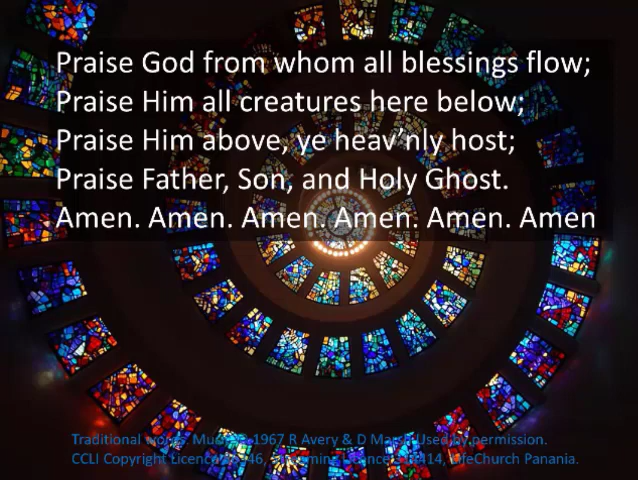 Praise God from whom all blessings flow;
Praise Him all creatures here below;
Praise Him above, ye heav’nly host;
Praise Father, Son, and Holy Ghost.
Amen. Amen. Amen. Amen. Amen. Amen
Traditional words. 1967 R Avery & D Marsh Used by permission.
CCLI Copyright Licence LifeChurch Panania.